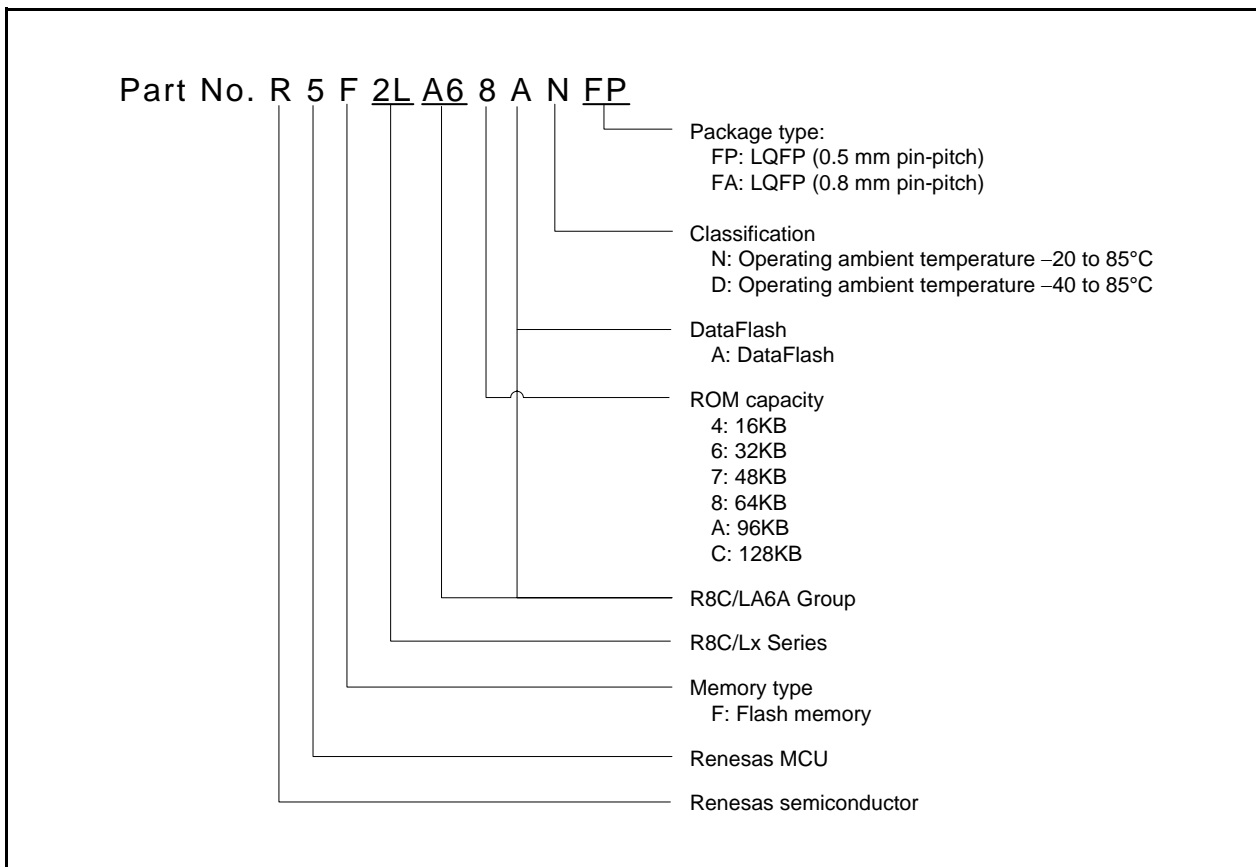 Part No. R 5 F 2L A6 8 A N FP
Package type:
FP: LQFP (0.5 mm pin-pitch)
FA: LQFP (0.8 mm pin-pitch)
Classification
N: Operating ambient temperature −20 to 85°C
D: Operating ambient temperature −40 to 85°C
DataFlash
A: DataFlash
ROM capacity
4: 16KB
6: 32KB
7: 48KB
8: 64KB
A: 96KB
C: 128KB
R8C/LA6A Group
R8C/Lx Series
Memory type
F: Flash memory
Renesas MCU
Renesas semiconductor